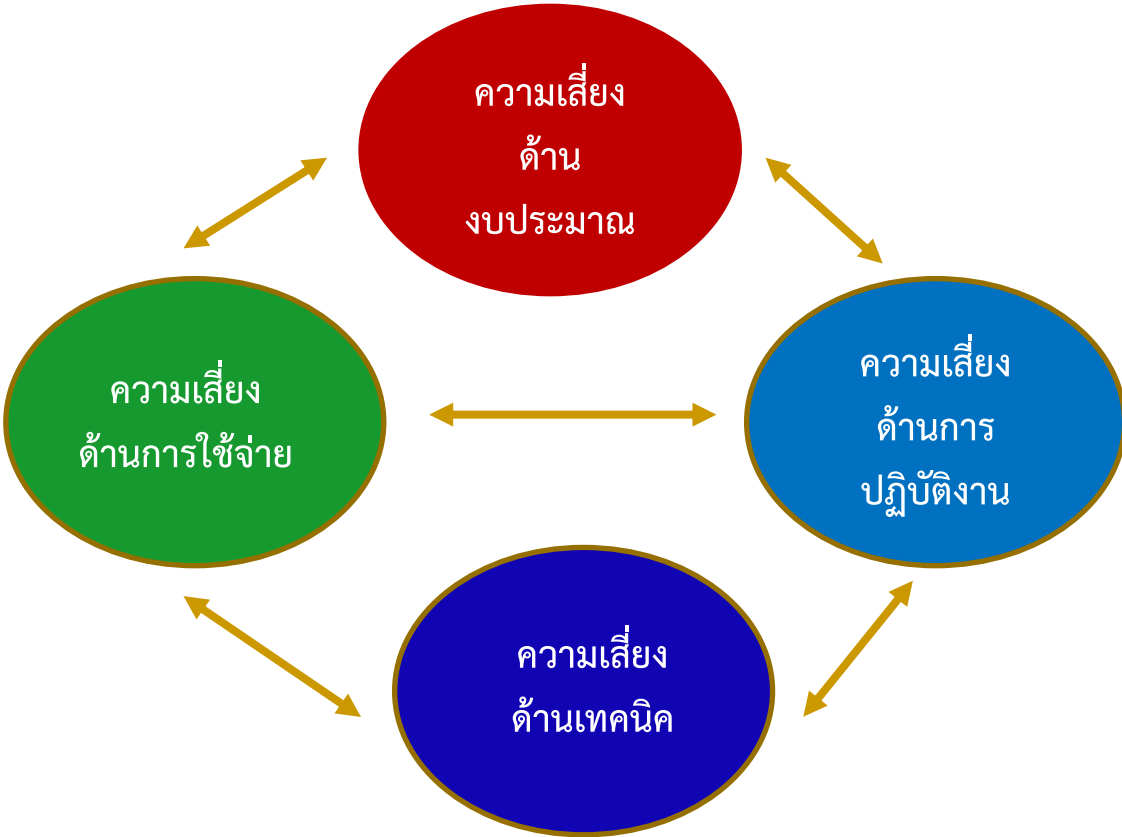 ความเสี่ยง
ด้าน
งบประมาณ
ความเสี่ยง
ด้านการใช้จ่าย
ความเสี่ยง
ด้านการ
ปฏิบัติงาน
ความเสี่ยง
ด้านเทคนิค